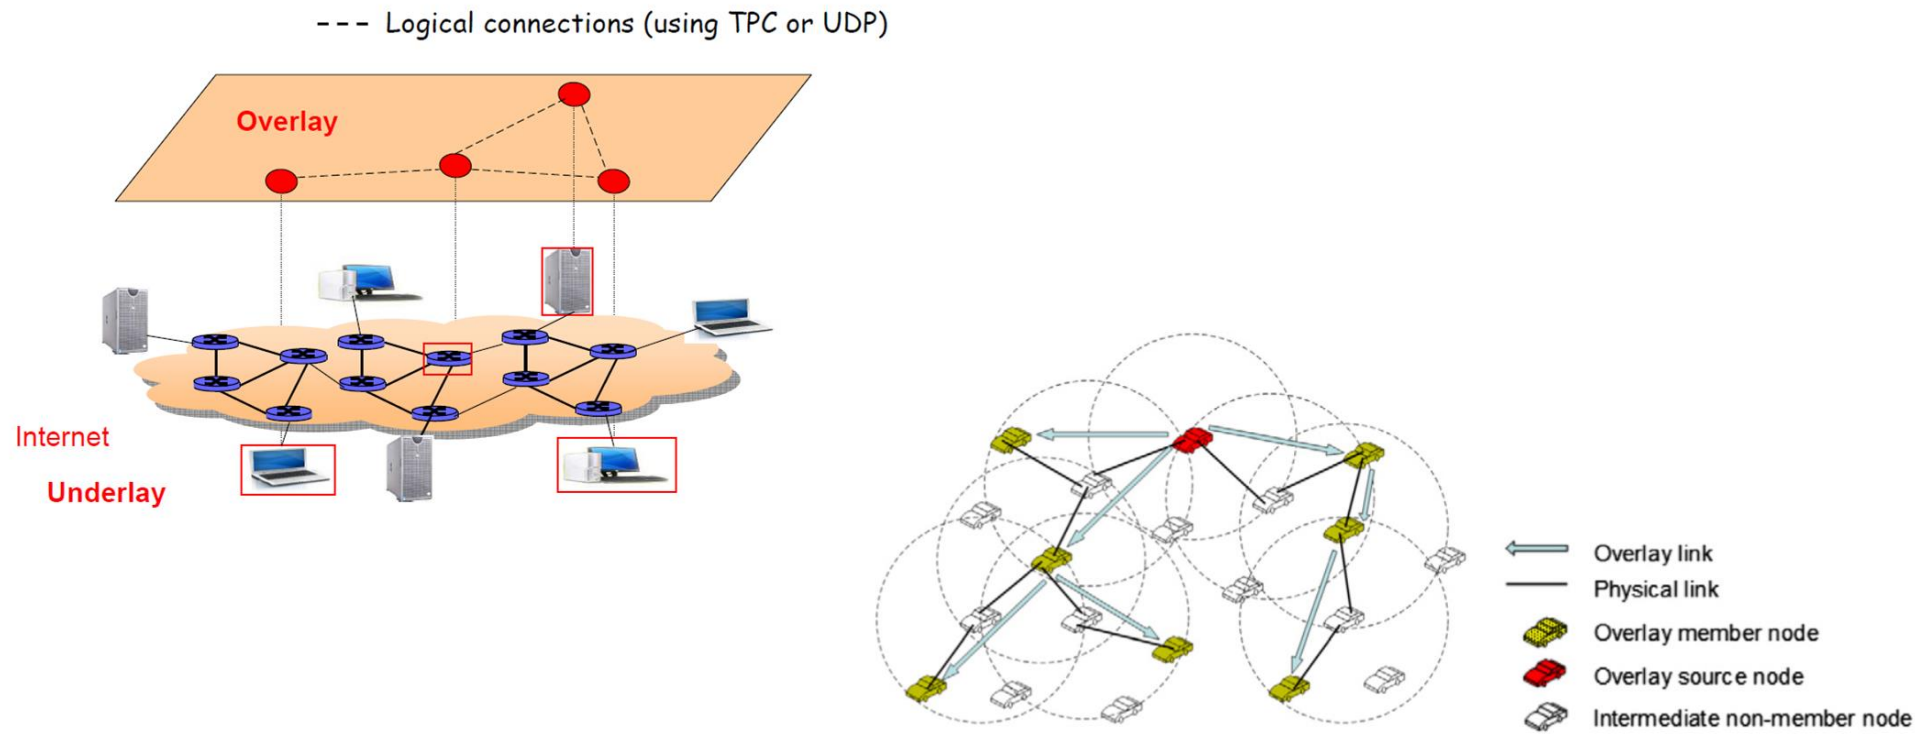 --- Logical connections (using TPC or UDP)
Overlay
Internet
Underlay
Overlay link
Physical link
Overlay member node
Overlay source node
Intermediate non-member node